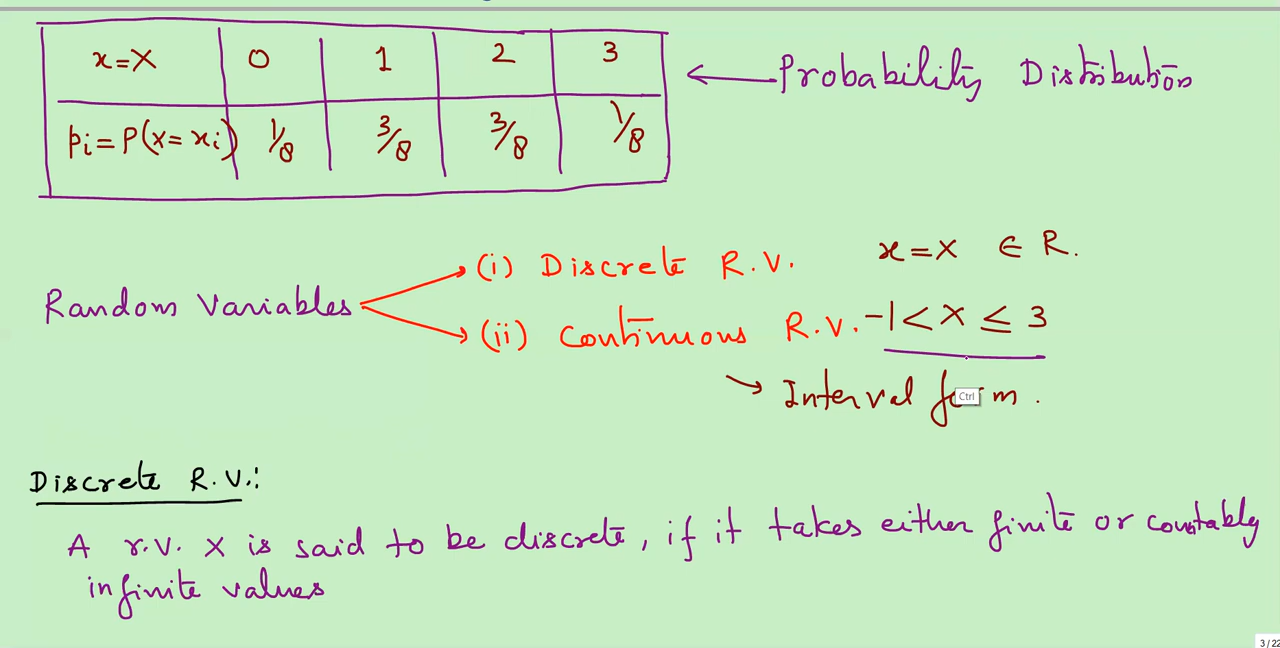 x=X 0 1 2 3
pi = P(X = xi) 1/8 3/8 3/8 1/8
← Probability Distribution
Random Variables
(i) Discrete R.V. x=X ∈ R.
(ii) Continuous R.V. -1 < X ≤ 3
→ Interval form.
Ctrl
Discrete R.V.:
A r.v. X is said to be discrete, if it takes either finite or countably
infinite values
3 / 22